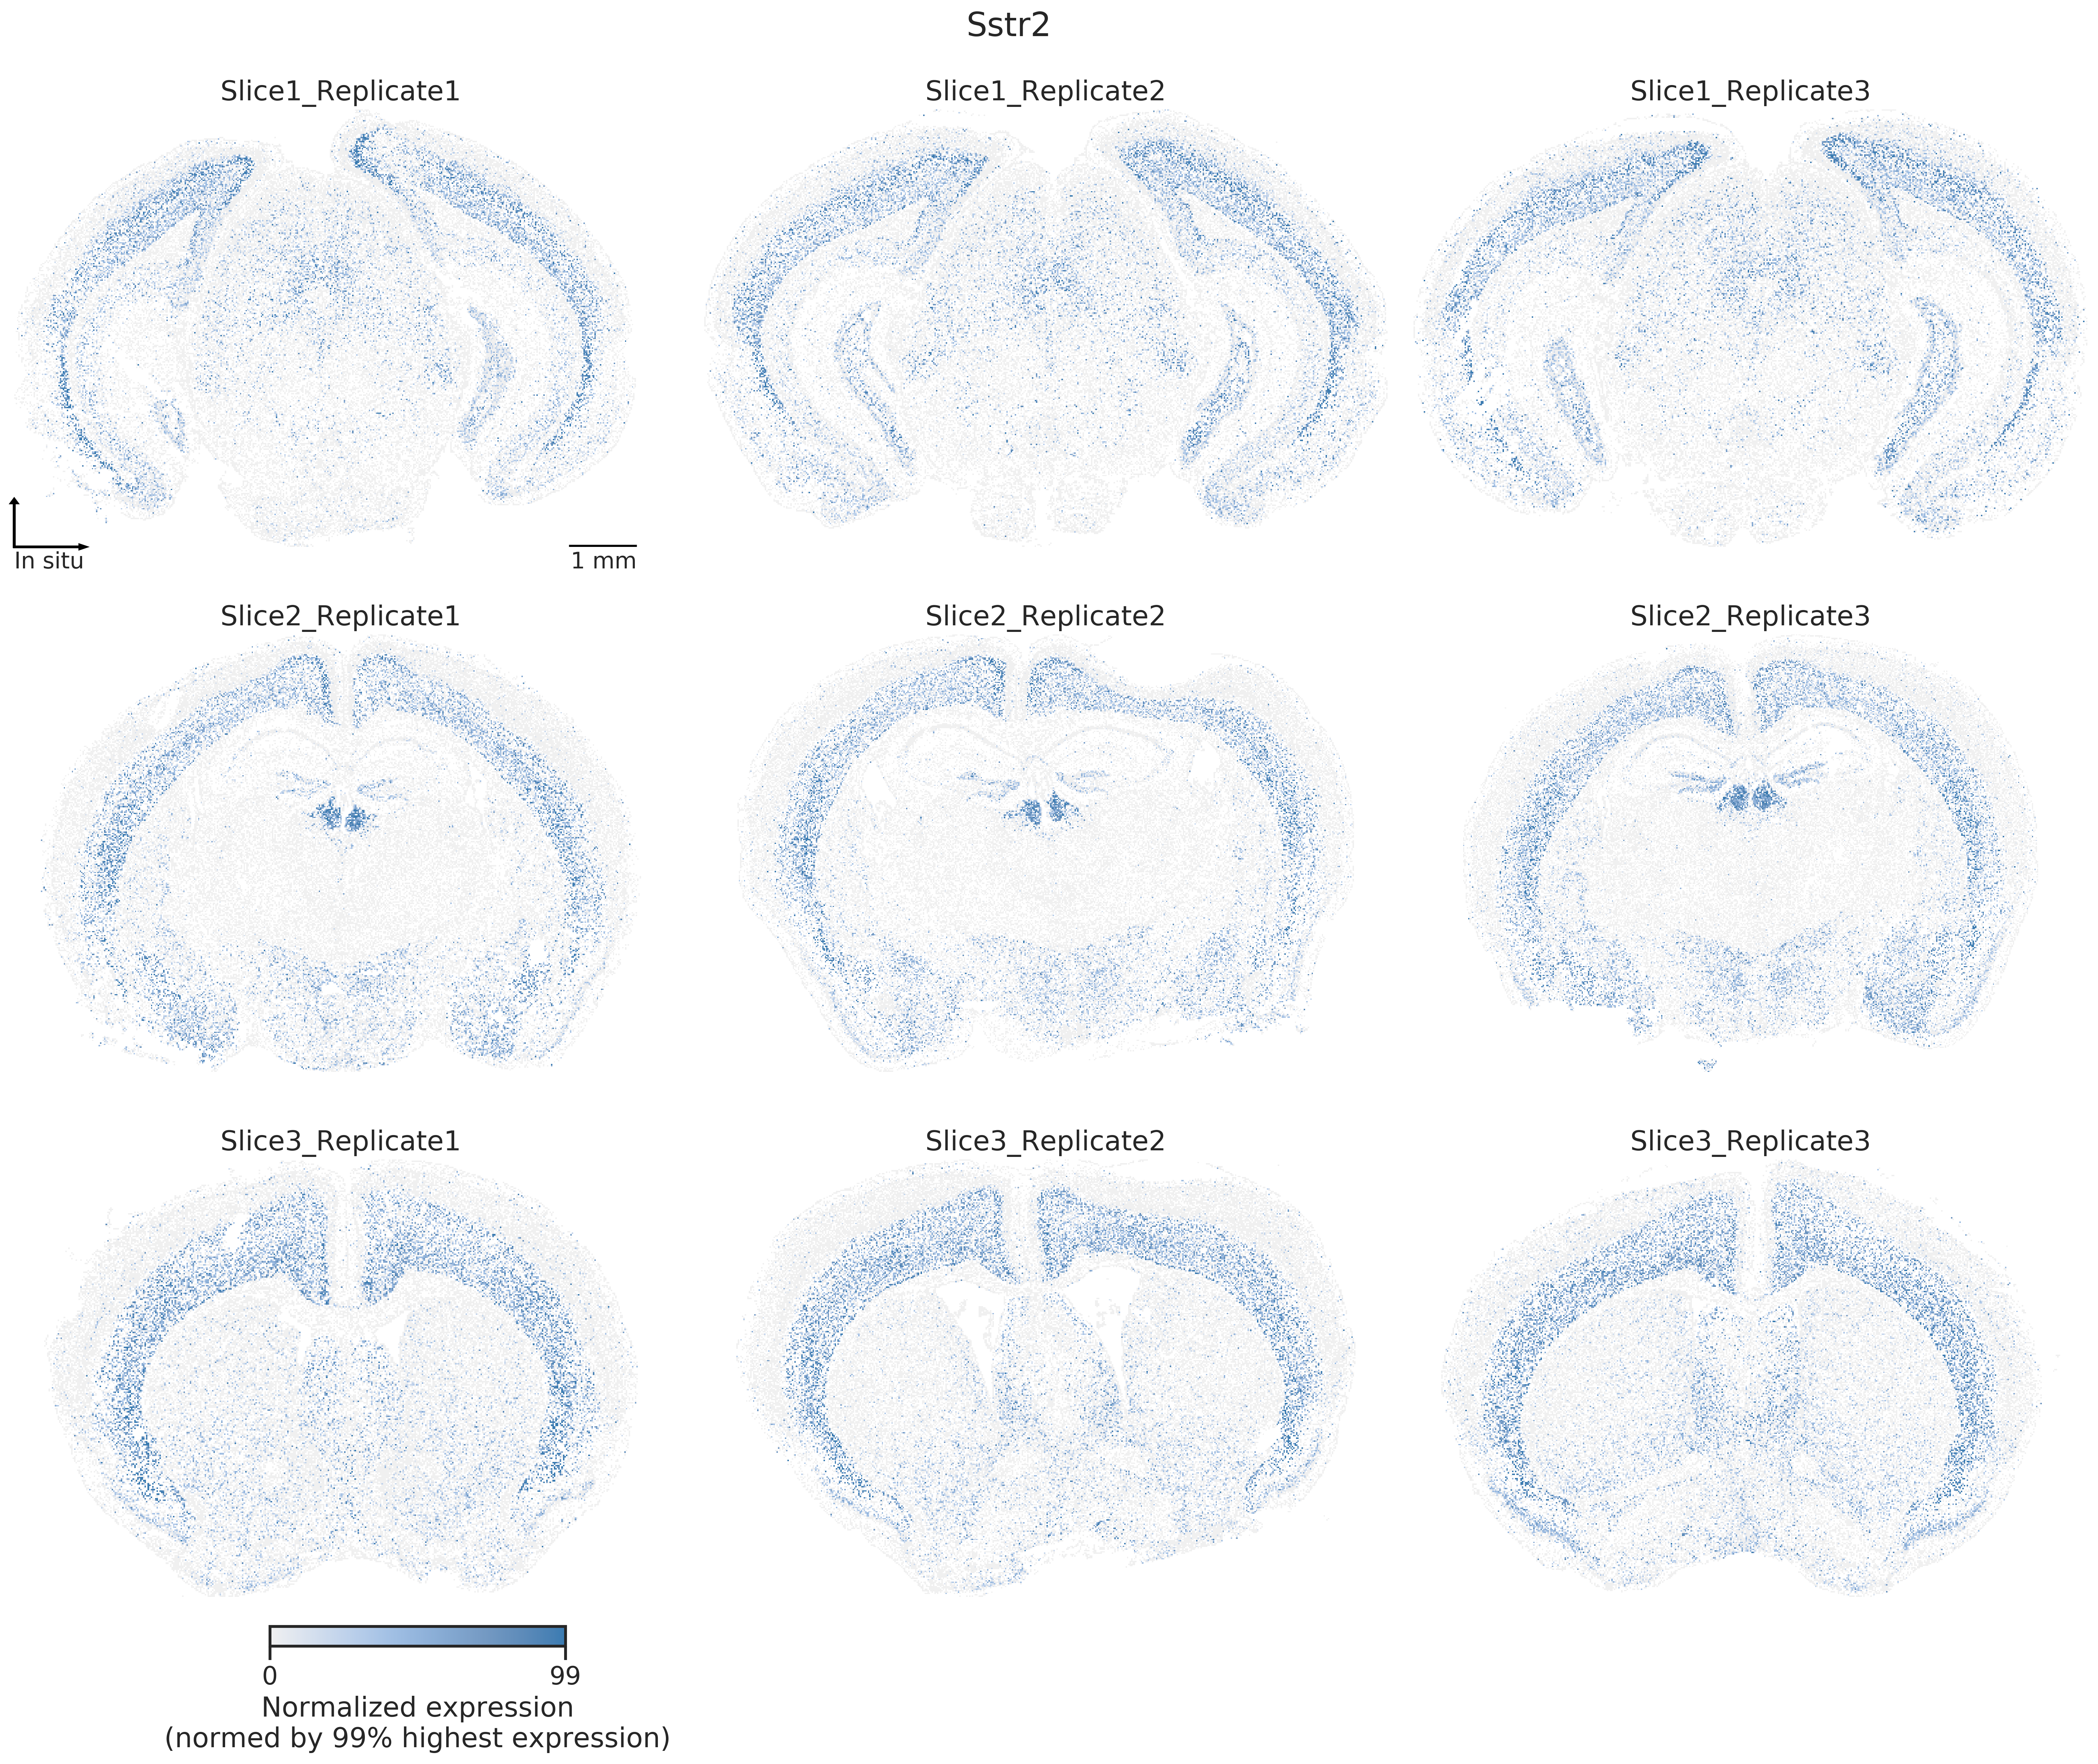 Sstr2
Slice1_Replicate1
Slice1_Replicate2
Slice1_Replicate3
In situ
1 mm
Slice2_Replicate1
Slice2_Replicate2
Slice2_Replicate3
Slice3_Replicate1
Slice3_Replicate2
Slice3_Replicate3
0
99
Normalized expression
(normed by 99% highest expression)